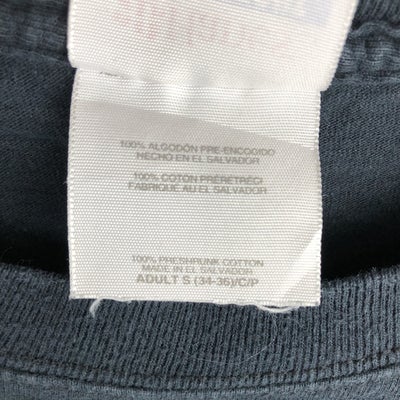 100% ALGODÓN PRE-ENCOGIDO
HECHO EN EL SALVADOR
100% COTON PRÉRÉTRÉCI
FABRIQUE AU EL SALVADOR
100% PRESHRUNK COTTON
MADE IN EL SALVADOR
ADULT S (34-36)/C/P